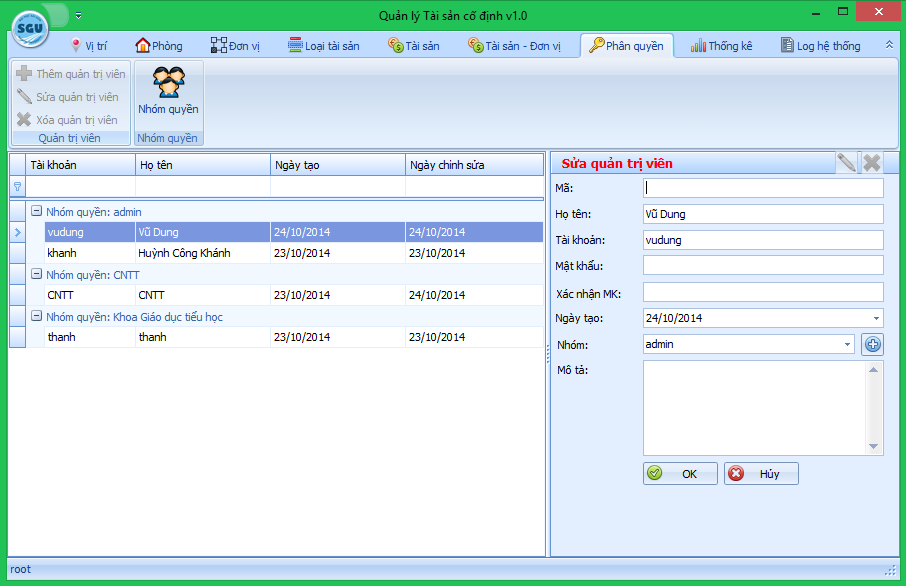 Quản lý Tài sản cố định v1.0
SGU
Vị trí Phòng Đơn vị Loại tài sản Tài sản Tài sản - Đơn vị Phân quyền Thống kê Log hệ thống
Thêm quản trị viên
Sửa quản trị viên
Xóa quản trị viên
Quản trị viên
Nhóm quyền
Nhóm quyền
Tài khoản Họ tên Ngày tạo Ngày chỉnh sửa
Nhóm quyền: admin
vudung Vũ Dung 24/10/2014 24/10/2014
khanh Huỳnh Công Khánh 23/10/2014 23/10/2014
Nhóm quyền: CNTT
CNTT CNTT 23/10/2014 24/10/2014
Nhóm quyền: Khoa Giáo dục tiểu học
thanh thanh 23/10/2014 23/10/2014
Sửa quản trị viên
Mã:
Họ tên: Vũ Dung
Tài khoản: vudung
Mật khẩu:
Xác nhận MK:
Ngày tạo: 24/10/2014
Nhóm: admin
Mô tả:
OK Hủy
root